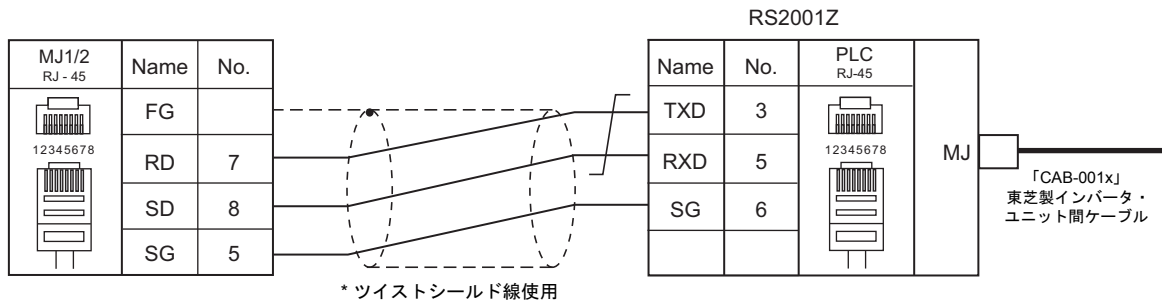 RS2001Z
MJ1/2
RJ - 45
Name
No.
FG
RD
7
SD
8
SG
5
12345678
* ツイストシールド線使用
Name
No.
PLC
RJ-45
TXD
3
RXD
5
SG
6
12345678
MJ
「CAB-001x」
東芝製インバータ・
ユニット間ケーブル